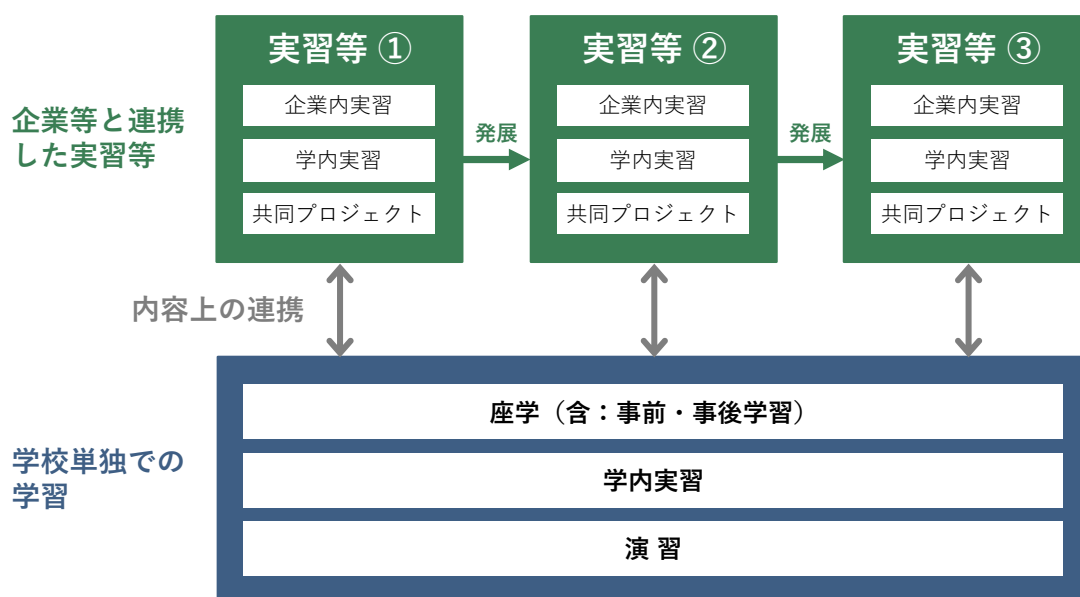 企業等と連携
した実習等
実習等 ①
企業内実習
学内実習
共同プロジェクト
発展
実習等 ②
企業内実習
学内実習
共同プロジェクト
発展
実習等 ③
企業内実習
学内実習
共同プロジェクト
内容上の連携
学校単独での
学習
座学（含：事前・事後学習）
学内実習
演 習